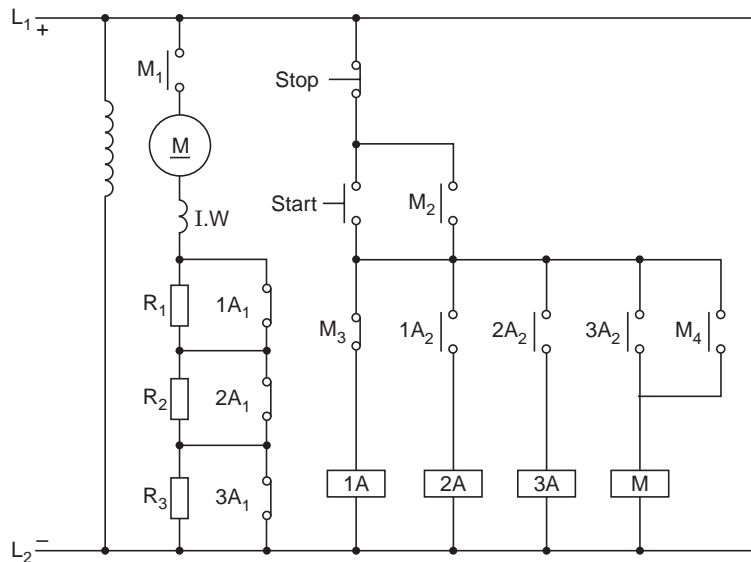 L₁ +
M₁
Stop
M
Start
M₂
I.W
R₁
1A₁
M₃
1A₂
2A₂
3A₂
M₄
R₂
2A₁
R₃
3A₁
1A
2A
3A
M
L₂ −